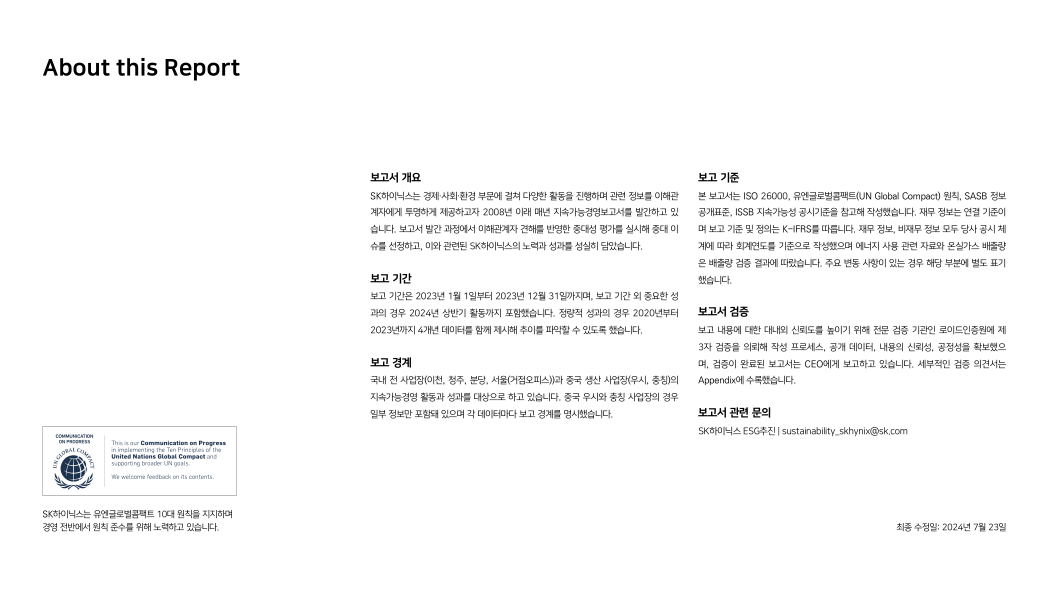 About this Report
보고서 개요
SK하이닉스는 경제·사회·환경 부문에 걸쳐 다양한 활동을 진행하며 관련 정보를 이해관
계자에게 투명하게 제공하고자 2008년 이래 매년 지속가능경영보고서를 발간하고 있
습니다. 보고서 발간 과정에서 이해관계자 견해를 반영한 중대성 평가를 실시해 중대 이
슈를 선정하고, 이와 관련된 SK하이닉스의 노력과 성과를 성실히 담았습니다.
보고 기간
보고 기간은 2023년 1월 1일부터 2023년 12월 31일까지며, 보고 기간 외 중요한 성
과의 경우 2024년 상반기 활동까지 포함했습니다. 정량적 성과의 경우 2020년부터
2023년까지 4개년 데이터를 함께 제시해 추이를 파악할 수 있도록 했습니다.
보고 경계
국내 전 사업장(이천, 청주, 분당, 서울(거점오피스))과 중국 생산 사업장(우시, 충칭)의
지속가능경영 활동과 성과를 대상으로 하고 있습니다. 중국 우시와 충칭 사업장의 경우
일부 정보만 포함돼 있으며 각 데이터마다 보고 경계를 명시했습니다.
보고 기준
본 보고서는 ISO 26000, 유엔글로벌콤팩트(UN Global Compact) 원칙, SASB 정보
공개표준, ISSB 지속가능성 공시기준을 참고해 작성했습니다. 재무 정보는 연결 기준이
며 보고 기준 및 정의는 K-IFRS를 따릅니다. 재무 정보, 비재무 정보 모두 당사 공시 체
계에 따라 회계연도를 기준으로 작성했으며 에너지 사용 관련 자료와 온실가스 배출량
은 배출량 검증 결과에 따랐습니다. 주요 변동 사항이 있는 경우 해당 부분에 별도 표기
했습니다.
보고서 검증
보고 내용에 대한 대내외 신뢰도를 높이기 위해 전문 검증 기관인 로이드인증원에 제
3자 검증을 의뢰해 작성 프로세스, 공개 데이터, 내용의 신뢰성, 공정성을 확보했으
며, 검증이 완료된 보고서는 CEO에게 보고하고 있습니다. 세부적인 검증 의견서는
Appendix에 수록했습니다.
보고서 관련 문의
SK하이닉스 ESG추진 | sustainability_skhynix@sk.com
COMMUNICATION
ON PROGRESS
UN GLOBAL COMPACT
This is our Communication on Progress
in implementing the Ten Principles of the
United Nations Global Compact and
supporting broader UN goals.
We welcome feedback on its contents.
SK하이닉스는 유엔글로벌콤팩트 10대 원칙을 지지하며
경영 전반에서 원칙 준수를 위해 노력하고 있습니다.
최종 수정일: 2024년 7월 23일